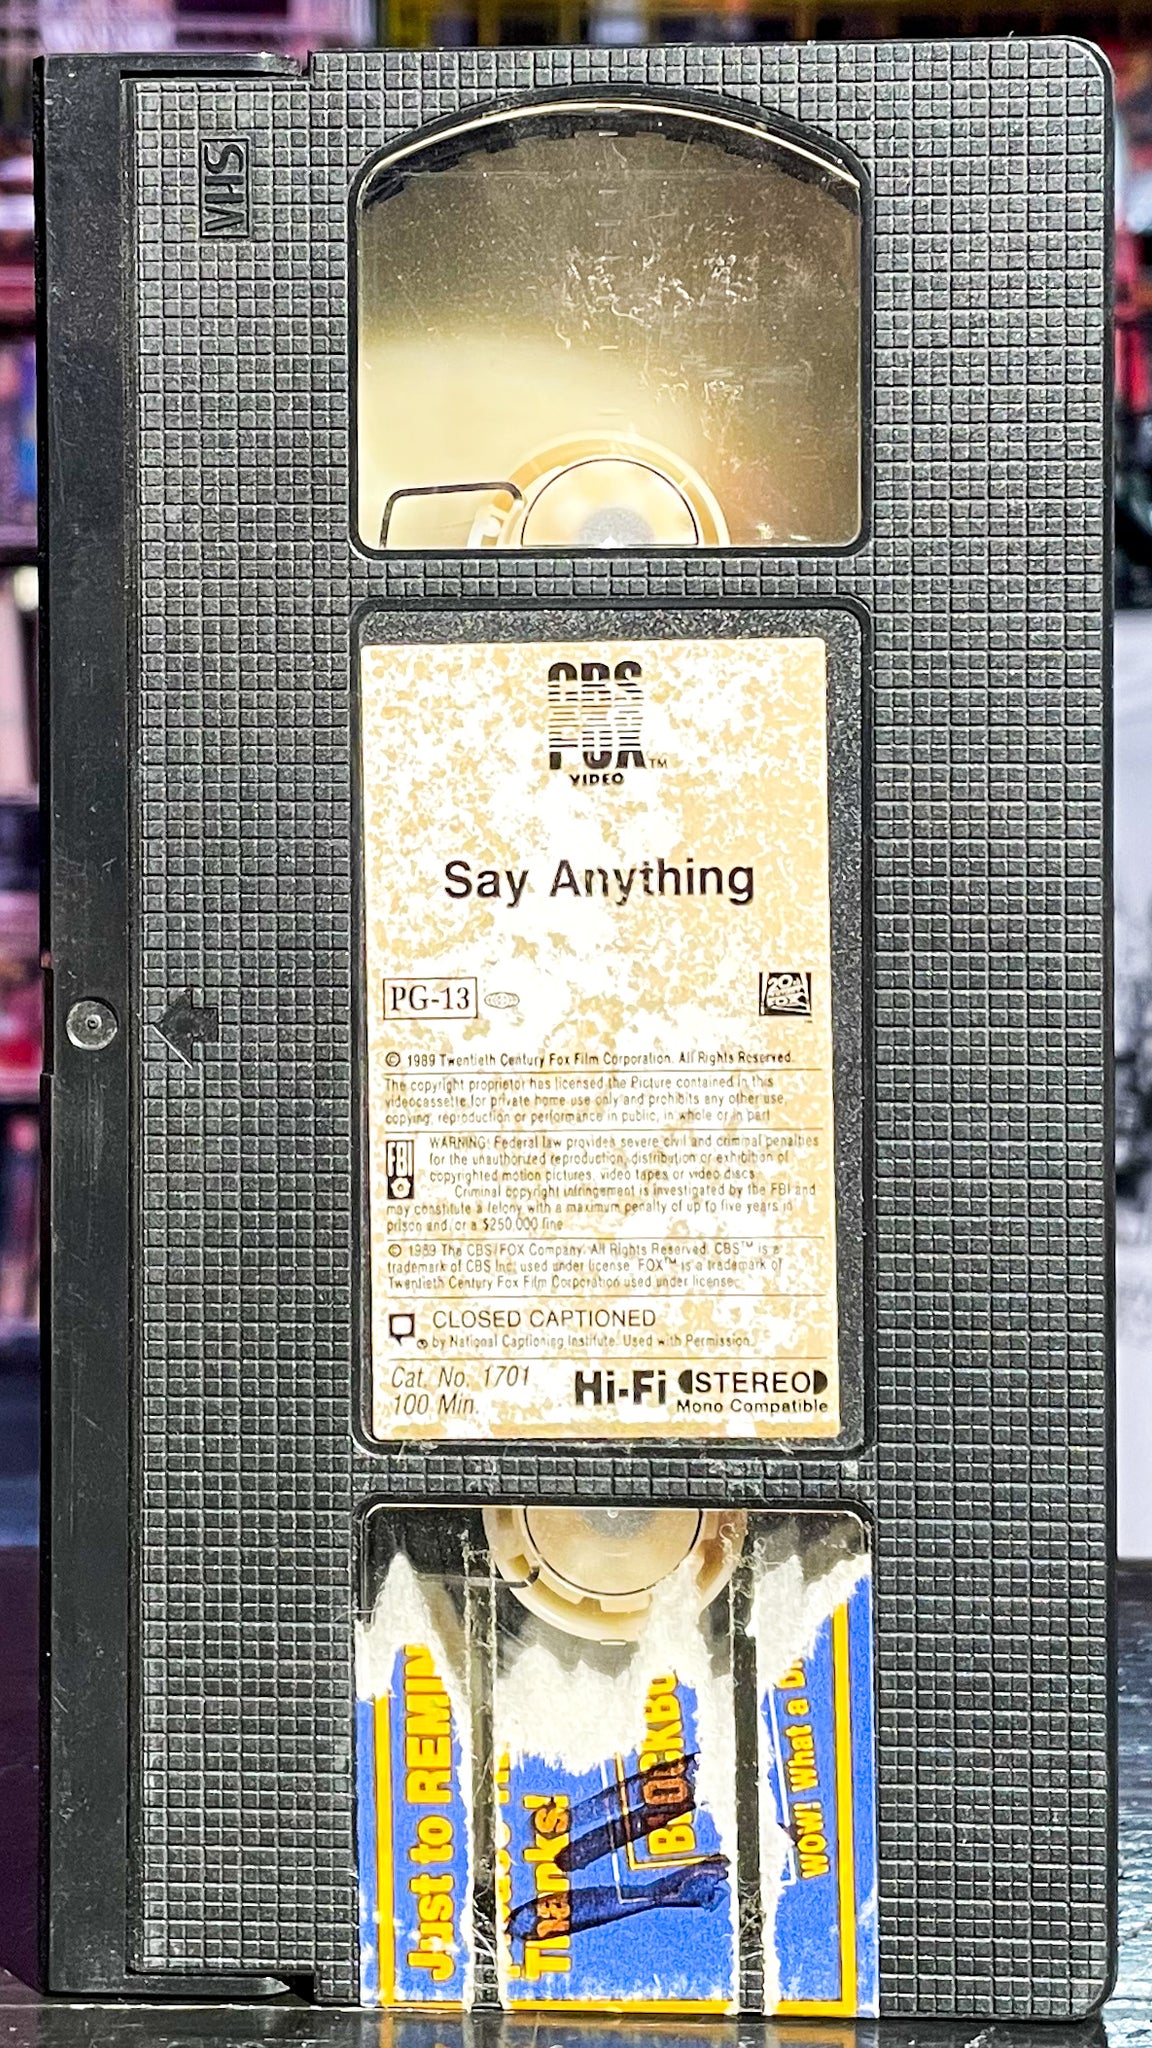 VHS
CBS
FOX™
VIDEO
Say Anything
PG-13
20th
Century
FOX
© 1989 Twentieth Century Fox Film Corporation. All Rights Reserved.
The copyright proprietor has licensed the Picture contained in this
videocassette for private home use only and prohibits any other use,
copying, reproduction or performance in public, in whole or in part
FBI
WARNING: Federal law provides severe civil and criminal penalties
for the unauthorized reproduction, distribution or exhibition of
copyrighted motion pictures, video tapes or video discs.
Criminal copyright infringement is investigated by the FBI and
may constitute a felony with a maximum penalty of up to five years in
prison and/or a $250,000 fine
© 1989 The CBS/FOX Company. All Rights Reserved. CBS™ is a
trademark of CBS Inc. used under license. FOX™ is a trademark of
Twentieth Century Fox Film Corporation used under license.
CLOSED CAPTIONED
© by National Captioning Institute. Used with Permission.
Cat. No. 1701
100 Min.
Hi-Fi STEREO
Mono Compatible
Just to REMIN
Thanks!
BLOCKBU
WOW! What a D